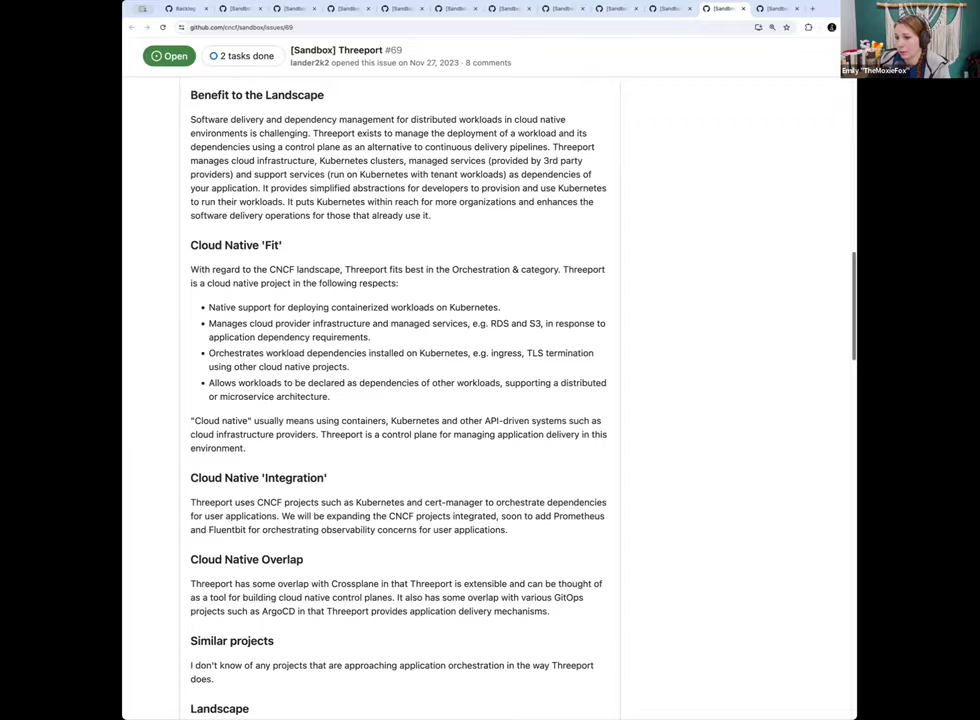 Backlog
[Sandbox]
[Sandbox]
[Sandbox]
[Sandbox]
[Sandbox]
[Sandbox]
[Sandbox]
[Sandbox]
[Sandbox]
[Sandbox]
[Sandbox]
github.com/cncf/sandbox/issues/69
Open
2 tasks done
[Sandbox] Threeport #69
lander2k2 opened this issue on Nov 27, 2023 · 8 comments
Emily "TheMoxieFox"
Benefit to the Landscape
Software delivery and dependency management for distributed workloads in cloud native
environments is challenging. Threeport exists to manage the deployment of a workload and its
dependencies using a control plane as an alternative to continuous delivery pipelines. Threeport
manages cloud infrastructure, Kubernetes clusters, managed services (provided by 3rd party
providers) and support services (run on Kubernetes with tenant workloads) as dependencies of
your application. It provides simplified abstractions for developers to provision and use Kubernetes
to run their workloads. It puts Kubernetes within reach for more organizations and enhances the
software delivery operations for those that already use it.
Cloud Native 'Fit'
With regard to the CNCF landscape, Threeport fits best in the Orchestration & category. Threeport
is a cloud native project in the following respects:
• Native support for deploying containerized workloads on Kubernetes.
• Manages cloud provider infrastructure and managed services, e.g. RDS and S3, in response to
application dependency requirements.
• Orchestrates workload dependencies installed on Kubernetes, e.g. ingress, TLS termination
using other cloud native projects.
• Allows workloads to be declared as dependencies of other workloads, supporting a distributed
or microservice architecture.
"Cloud native" usually means using containers, Kubernetes and other API-driven systems such as
cloud infrastructure providers. Threeport is a control plane for managing application delivery in this
environment.
Cloud Native 'Integration'
Threeport uses CNCF projects such as Kubernetes and cert-manager to orchestrate dependencies
for user applications. We will be expanding the CNCF projects integrated, soon to add Prometheus
and Fluentbit for orchestrating observability concerns for user applications.
Cloud Native Overlap
Threeport has some overlap with Crossplane in that Threeport is extensible and can be thought of
as a tool for building cloud native control planes. It also has some overlap with various GitOps
projects such as ArgoCD in that Threeport provides application delivery mechanisms.
Similar projects
I don't know of any projects that are approaching application orchestration in the way Threeport
does.
Landscape